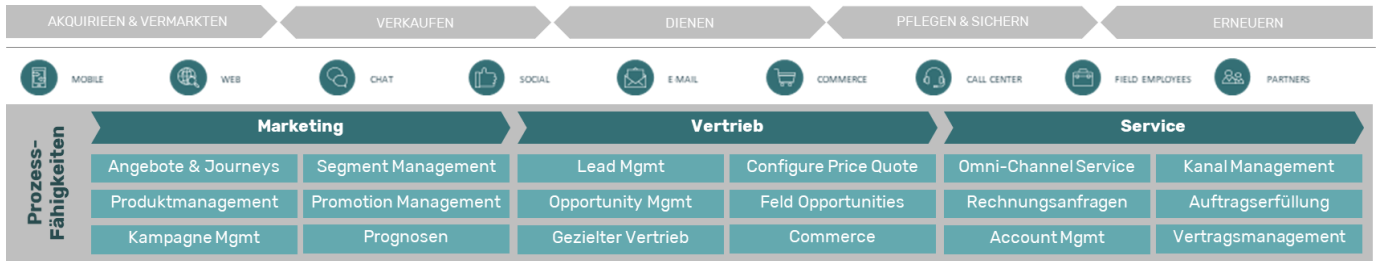 AKQUIRIEEN & VERMARKTEN
VERKAUFEN
DIENEN
PFLEGEN & SICHERN
ERNEUERN
MOBILE
WEB
CHAT
SOCIAL
E MAIL
COMMERCE
CALL CENTER
FIELD EMPLOYEES
PARTNERS
Prozess-
Fähigkeiten
Marketing
Vertrieb
Service
Angebote & Journeys
Segment Management
Lead Mgmt
Configure Price Quote
Omni-Channel Service
Kanal Management
Produktmanagement
Promotion Management
Opportunity Mgmt
Feld Opportunities
Rechnungsanfragen
Auftragserfüllung
Kampagne Mgmt
Prognosen
Gezielter Vertrieb
Commerce
Account Mgmt
Vertragsmanagement